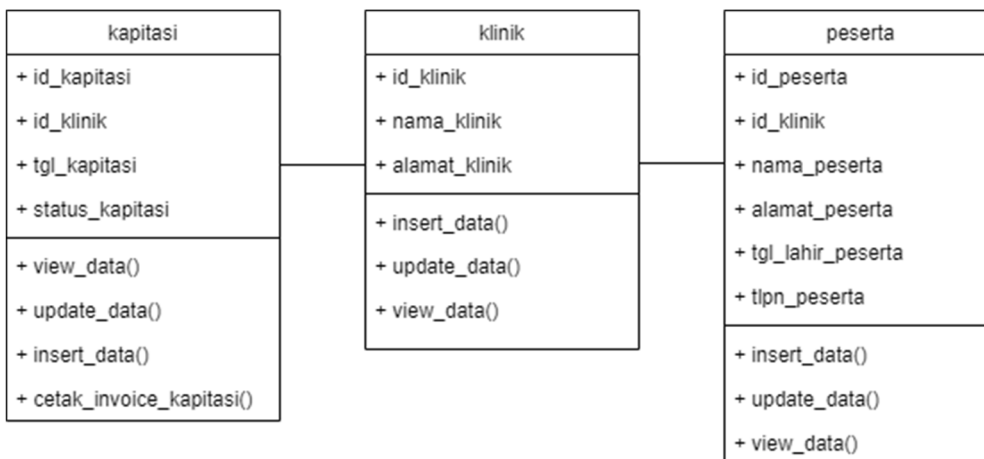 kapitasi
+ id_kapitasi
+ id_klinik
+ tgl_kapitasi
+ status_kapitasi
+ view_data()
+ update_data()
+ insert_data()
+ cetak_invoice_kapitasi()
klinik
+ id_klinik
+ nama_klinik
+ alamat_klinik
+ insert_data()
+ update_data()
+ view_data()
peserta
+ id_peserta
+ id_klinik
+ nama_peserta
+ alamat_peserta
+ tgl_lahir_peserta
+ tlpn_peserta
+ insert_data()
+ update_data()
+ view_data()